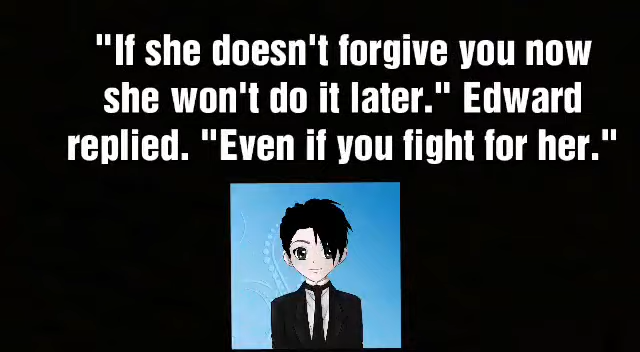 "If she doesn't forgive you now
she won't do it later." Edward
replied. "Even if you fight for her."